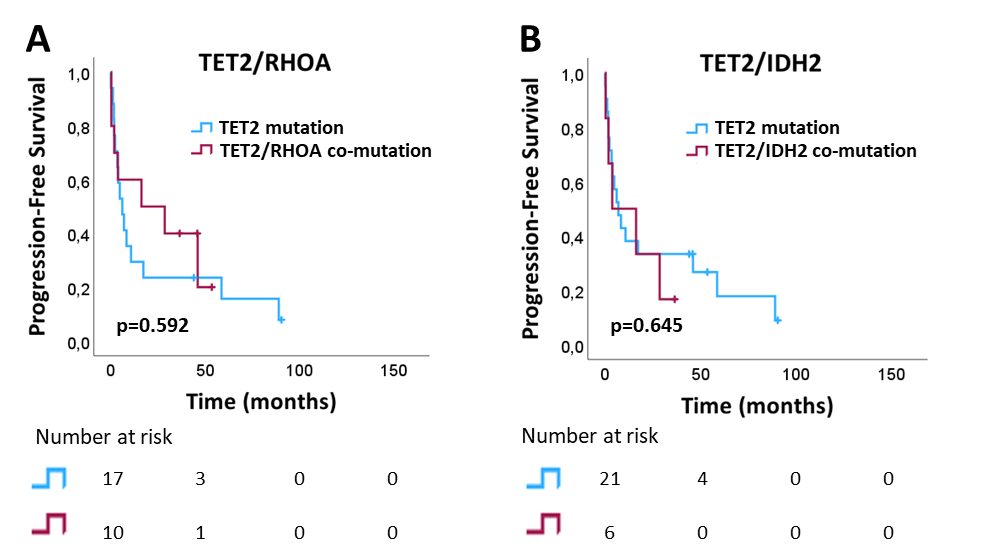 A
TET2/RHOA
Progression-Free Survival
1,0
0,8
0,6
0,4
0,2
0,0
TET2 mutation
TET2/RHOA co-mutation
p=0.592
0 50 100 150
Time (months)
Number at risk
17 3 0 0
10 1 0 0
B
TET2/IDH2
Progression-Free Survival
1,0
0,8
0,6
0,4
0,2
0,0
TET2 mutation
TET2/IDH2 co-mutation
p=0.645
0 50 100 150
Time (months)
Number at risk
21 4 0 0
6 0 0 0